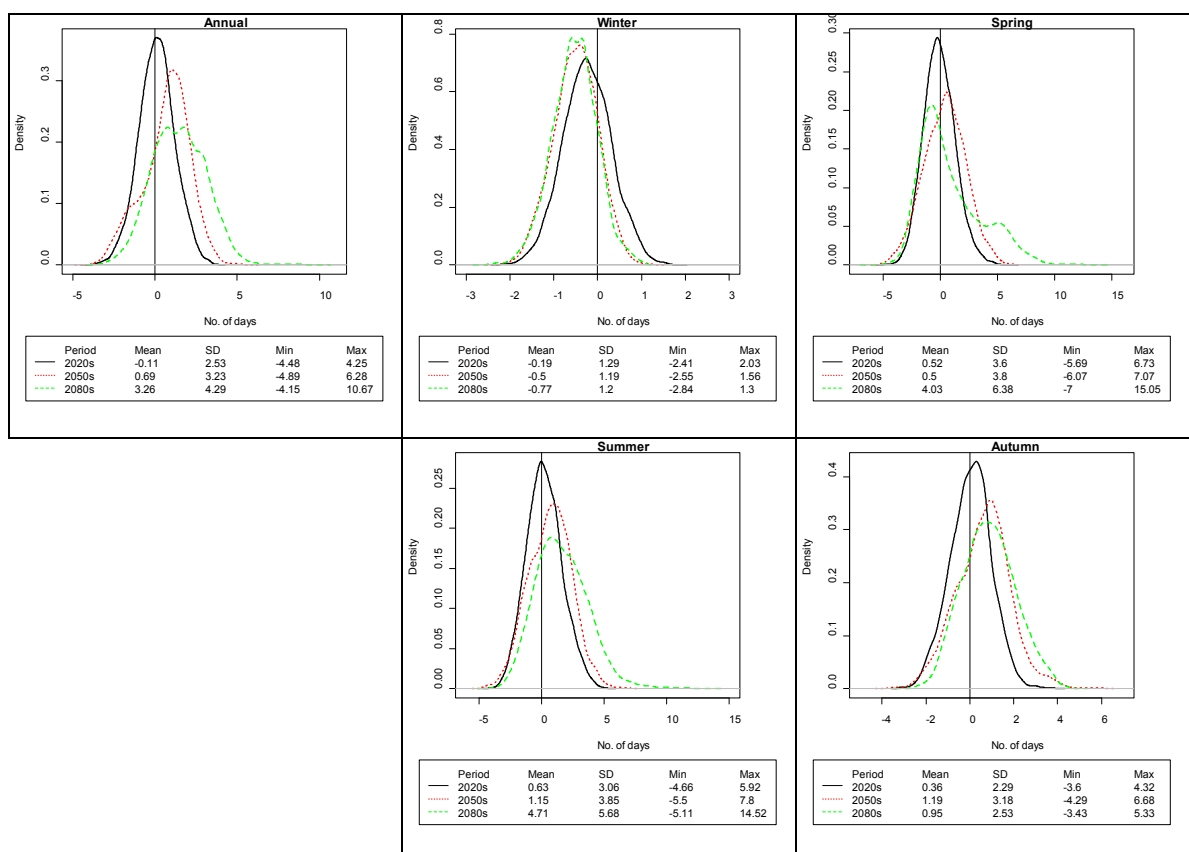 Annual
Density
0.0 0.1 0.2 0.3
-5 0 5 10
No. of days
Period Mean SD Min Max
2020s -0.11 2.53 -4.48 4.25
2050s 0.69 3.23 -4.89 6.28
2080s 3.26 4.29 -4.15 10.67
Winter
Density
0.0 0.2 0.4 0.6 0.8
-3 -2 -1 0 1 2 3
No. of days
Period Mean SD Min Max
2020s -0.19 1.29 -2.41 2.03
2050s -0.5 1.19 -2.55 1.56
2080s -0.77 1.2 -2.84 1.3
Spring
Density
0.00 0.05 0.10 0.15 0.20 0.25 0.30
-5 0 5 10 15
No. of days
Period Mean SD Min Max
2020s 0.52 3.6 -5.69 6.73
2050s 0.5 3.8 -6.07 7.07
2080s 4.03 6.38 -7 15.05
Summer
Density
0.00 0.05 0.10 0.15 0.20 0.25
-5 0 5 10 15
No. of days
Period Mean SD Min Max
2020s 0.63 3.06 -4.66 5.92
2050s 1.15 3.85 -5.5 7.8
2080s 4.71 5.68 -5.11 14.52
Autumn
Density
0.0 0.1 0.2 0.3 0.4
-4 -2 0 2 4 6
No. of days
Period Mean SD Min Max
2020s 0.36 2.29 -3.6 4.32
2050s 1.19 3.18 -4.29 6.68
2080s 0.95 2.53 -3.43 5.33